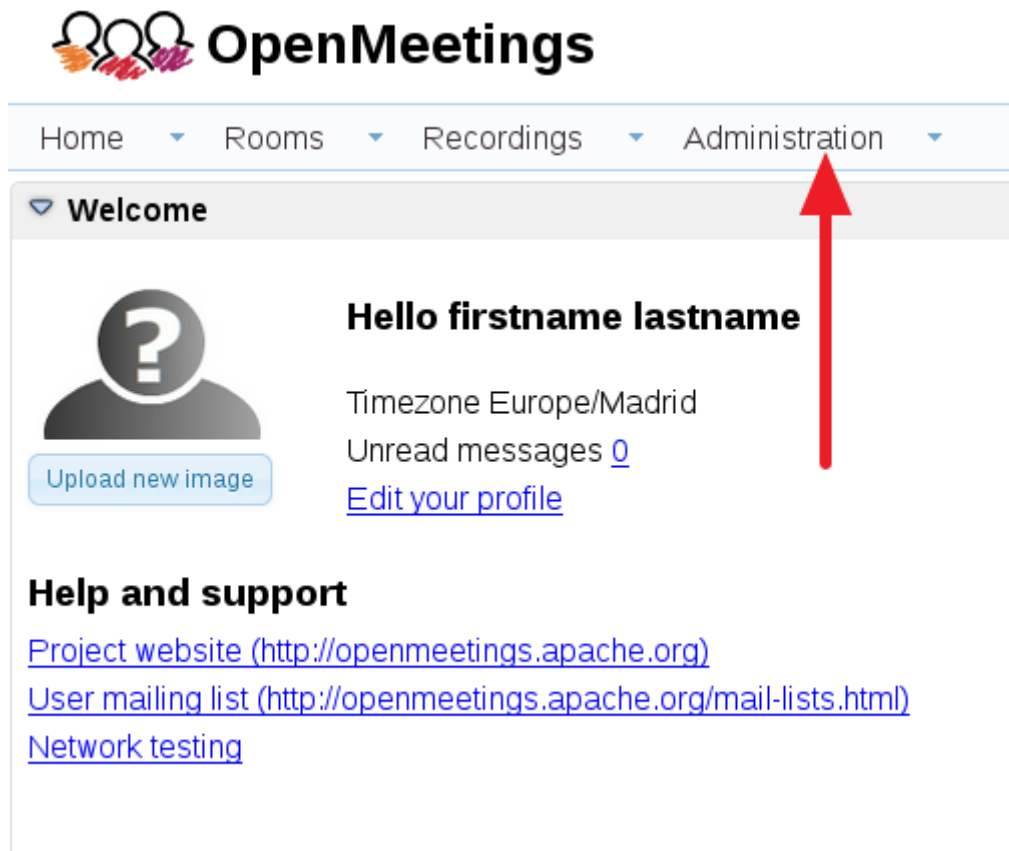 OpenMeetings
Home Rooms Recordings Administration
Welcome
?
Hello firstname lastname
Timezone Europe/Madrid
Unread messages 0
Edit your profile
Upload new image
Help and support
Project website (http://openmeetings.apache.org)
User mailing list (http://openmeetings.apache.org/mail-lists.html)
Network testing